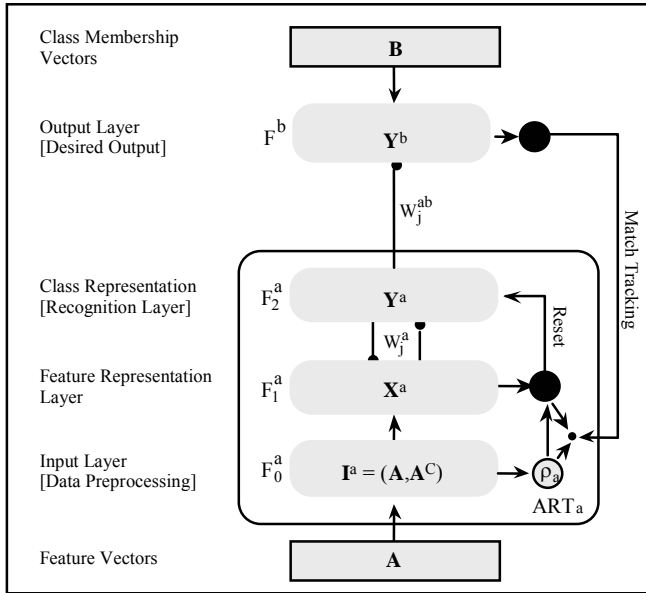 Class Membership
Vectors
B
Output Layer
[Desired Output]
F^b
Y^b
W_j^ab
Match Tracking
Class Representation
[Recognition Layer]
F_2^a
Y^a
Reset
W_j^a
Feature Representation
Layer
F_1^a
X^a
Input Layer
[Data Preprocessing]
F_0^a
I^a = (A,A^C)
ρ_a
ART_a
Feature Vectors
A